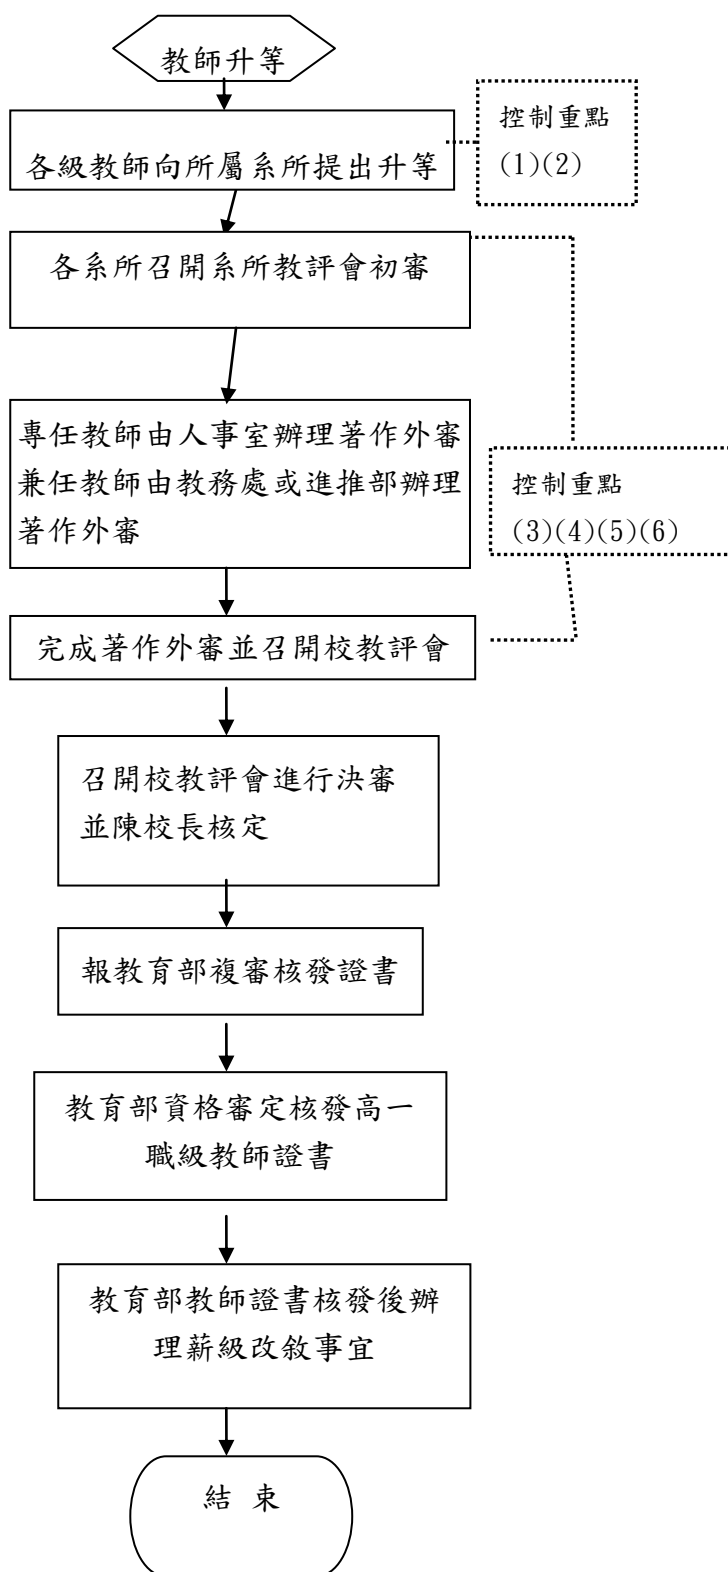 教師升等
控制重點
(1)(2)
各級教師向所屬系所提出升等
各系所召開系所教評會初審
專任教師由人事室辦理著作外審
兼任教師由教務處或進推部辦理
著作外審
控制重點
(3)(4)(5)(6)
完成著作外審並召開校教評會
召開校教評會進行決審
並陳校長核定
報教育部複審核發證書
教育部資格審定核發高一
職級教師證書
教育部教師證書核發後辦
理薪級改敘事宜
結 束